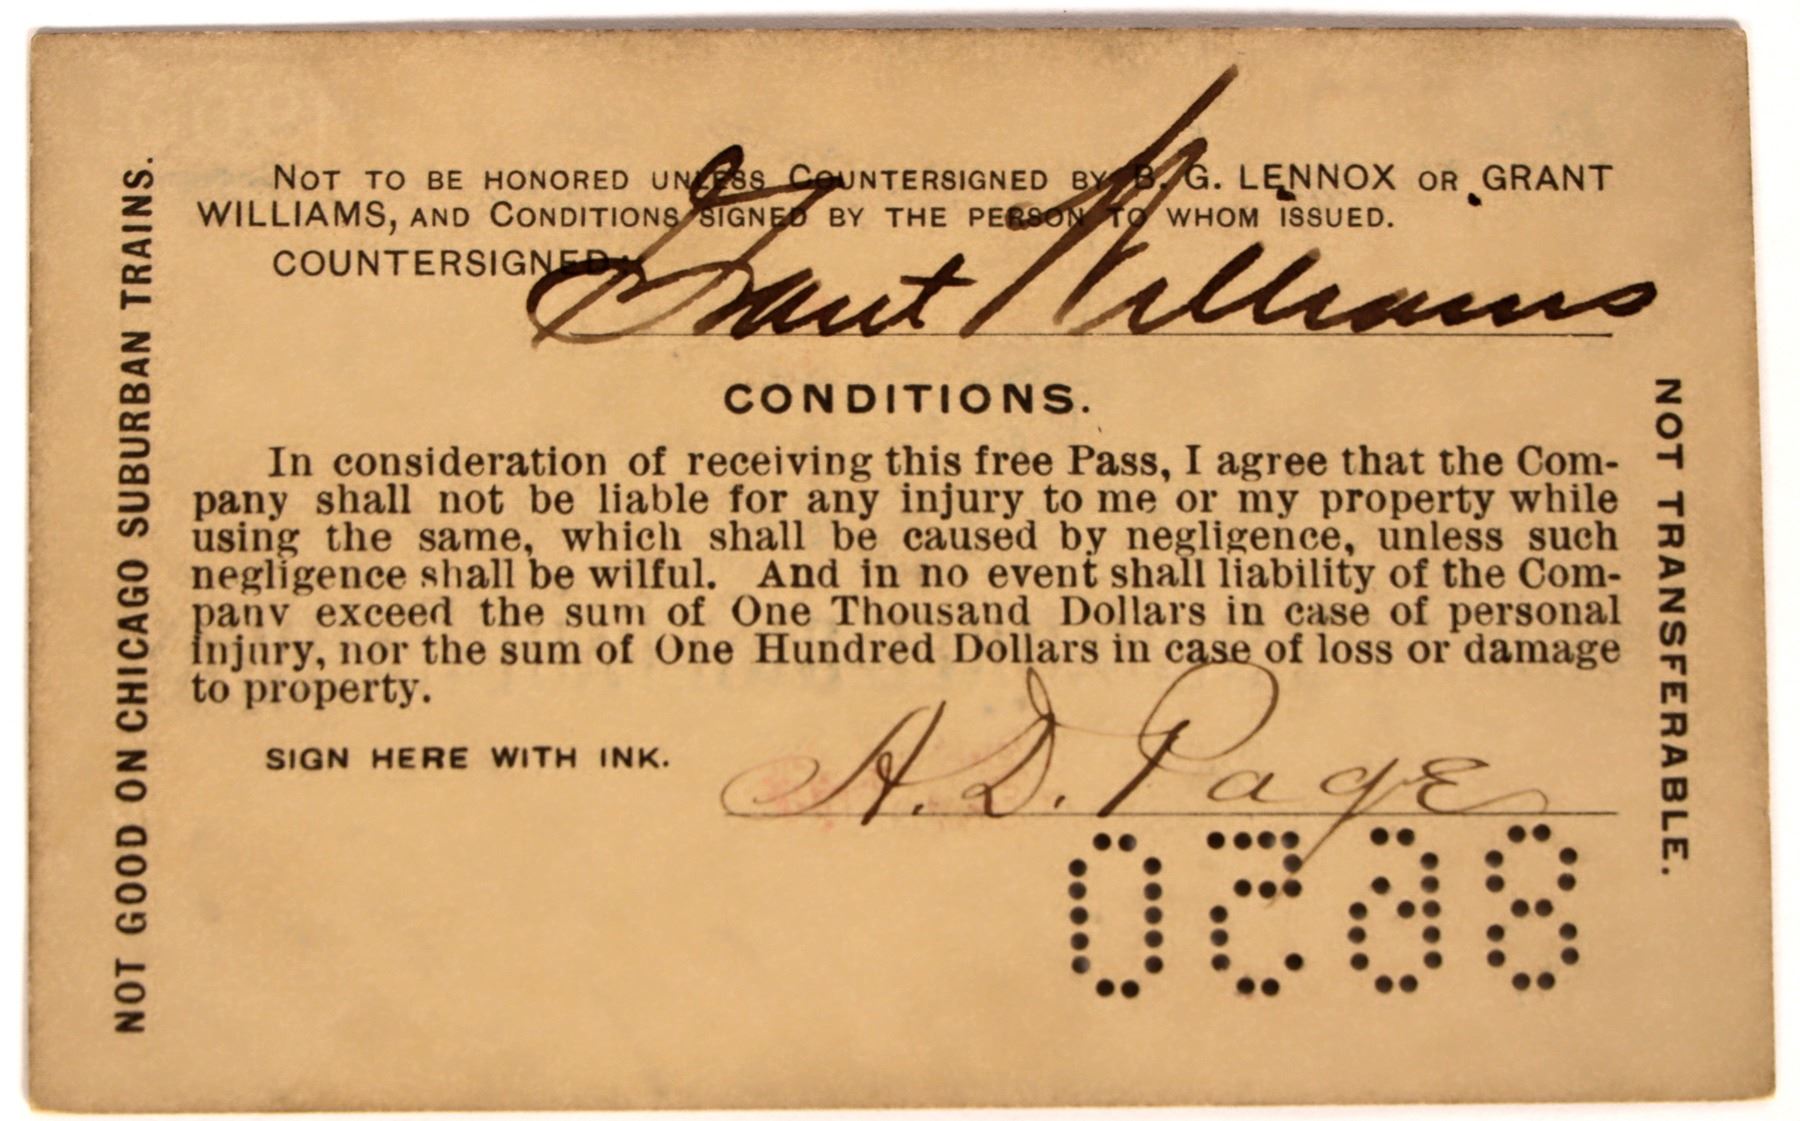 NOT TO BE HONORED UNLESS COUNTERSIGNED BY B. G. LENNOX OR GRANT
WILLIAMS, AND CONDITIONS SIGNED BY THE PERSON TO WHOM ISSUED.
COUNTERSIGNED:
Grant Williams
CONDITIONS.
In consideration of receiving this free Pass, I agree that the Com-
pany shall not be liable for any injury to me or my property while
using the same, which shall be caused by negligence, unless such
negligence shall be wilful. And in no event shall liability of the Com-
pany exceed the sum of One Thousand Dollars in case of personal
injury, nor the sum of One Hundred Dollars in case of loss or damage
to property.
SIGN HERE WITH INK.
A. D. Page
8650
NOT GOOD ON CHICAGO SUBURBAN TRAINS.
NOT TRANSFERABLE.